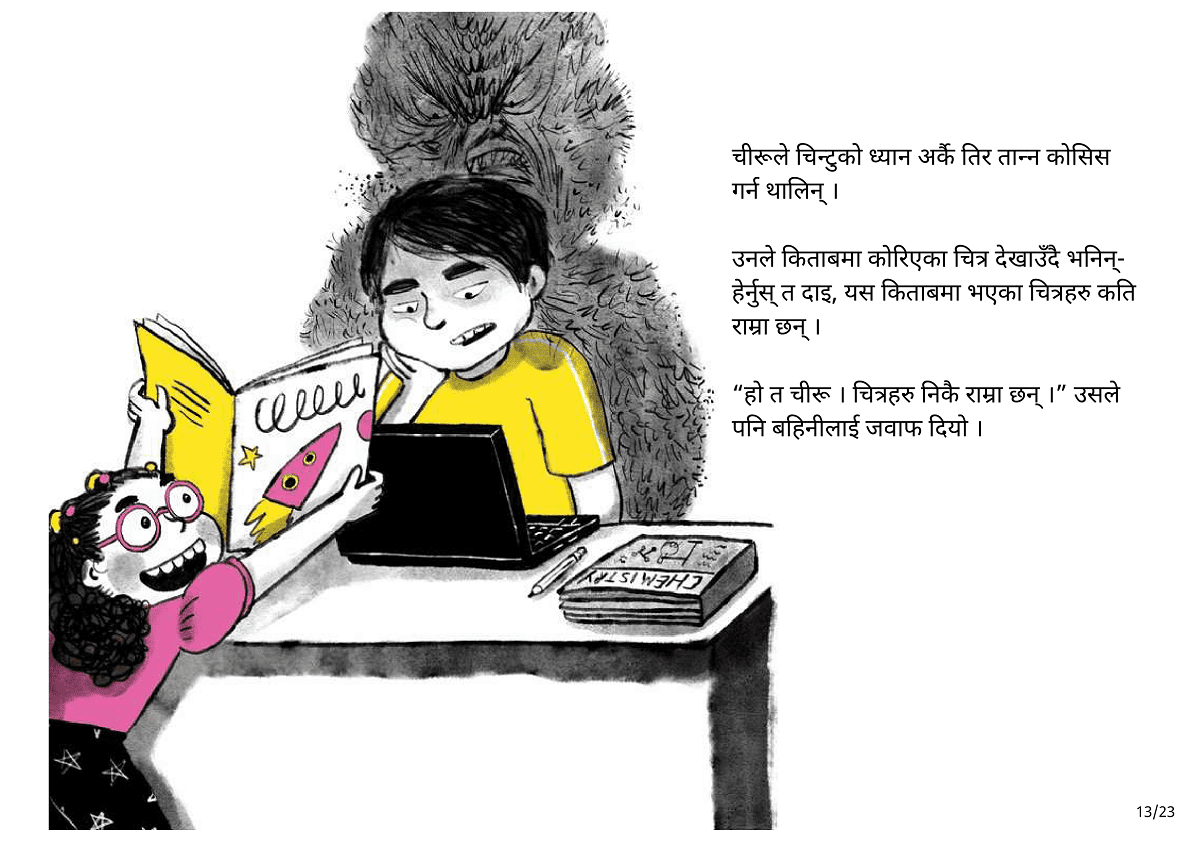 चीरूले चिन्टुको ध्यान अर्कै तिर तान्न कोसिस
गर्न थालिन् ।
उनले किताबमा कोरिएका चित्र देखाउँदै भनिन्-
हेर्नुस् त दाइ, यस किताबमा भएका चित्रहरु कति
राम्रा छन् ।
“हो त चीरू । चित्रहरु निकै राम्रा छन् ।” उसले
पनि बहिनीलाई जवाफ दियो ।
CHEMISTRY
13/23